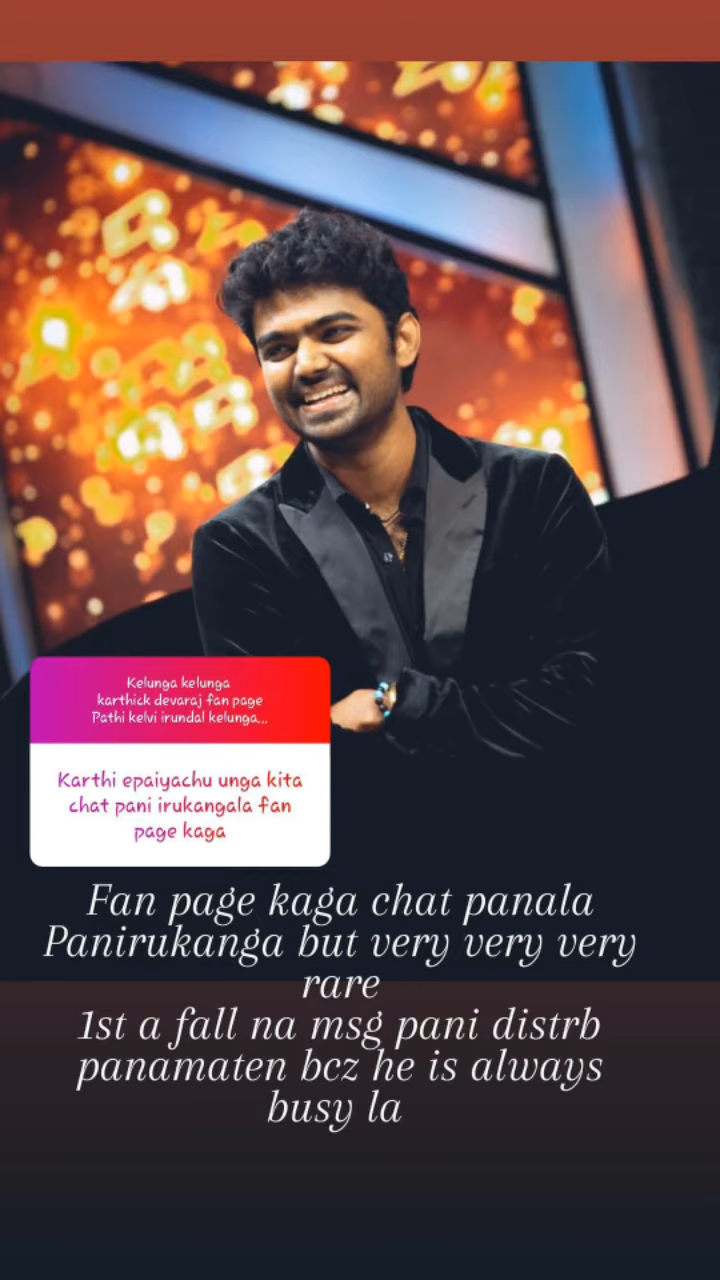 Kelunga kelunga
karthick devaraj fan page
Pathi kelvi irundal kelunga...
Karthi epaiyachu unga kita
chat pani irukangala fan
page kaga
Fan page kaga chat panala
Panirukanga but very very very
rare
1st a fall na msg pani distrb
panamaten bcz he is always
busy la